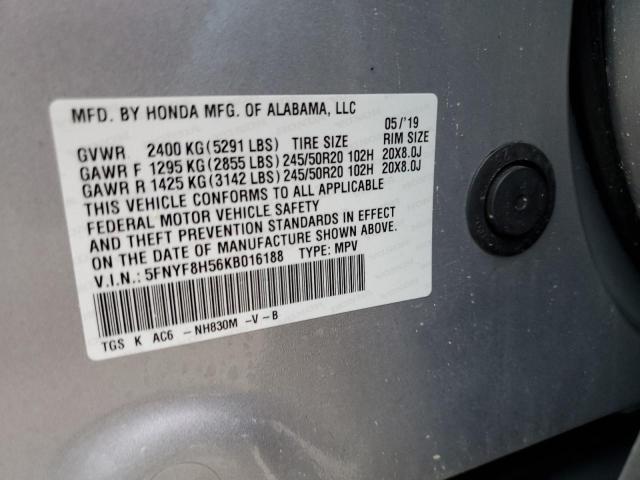 MFD. BY HONDA MFG. OF ALABAMA, LLC
05/'19
GVWR 2400 KG(5291 LBS) TIRE SIZE RIM SIZE
GAWR F 1295 KG(2855 LBS)245/50R20 102H 20X8.0J
GAWR R 1425 KG(3142 LBS)245/50R20 102H 20X8.0J
THIS VEHICLE CONFORMS TO ALL APPLICABLE
FEDERAL MOTOR VEHICLE SAFETY
AND THEFT PREVENTION STANDARDS IN EFFECT
ON THE DATE OF MANUFACTURE SHOWN ABOVE.
V.I.N.: 5FNYF8H56KB016188 TYPE: MPV
TGS K AC6 -NH830M -V-B